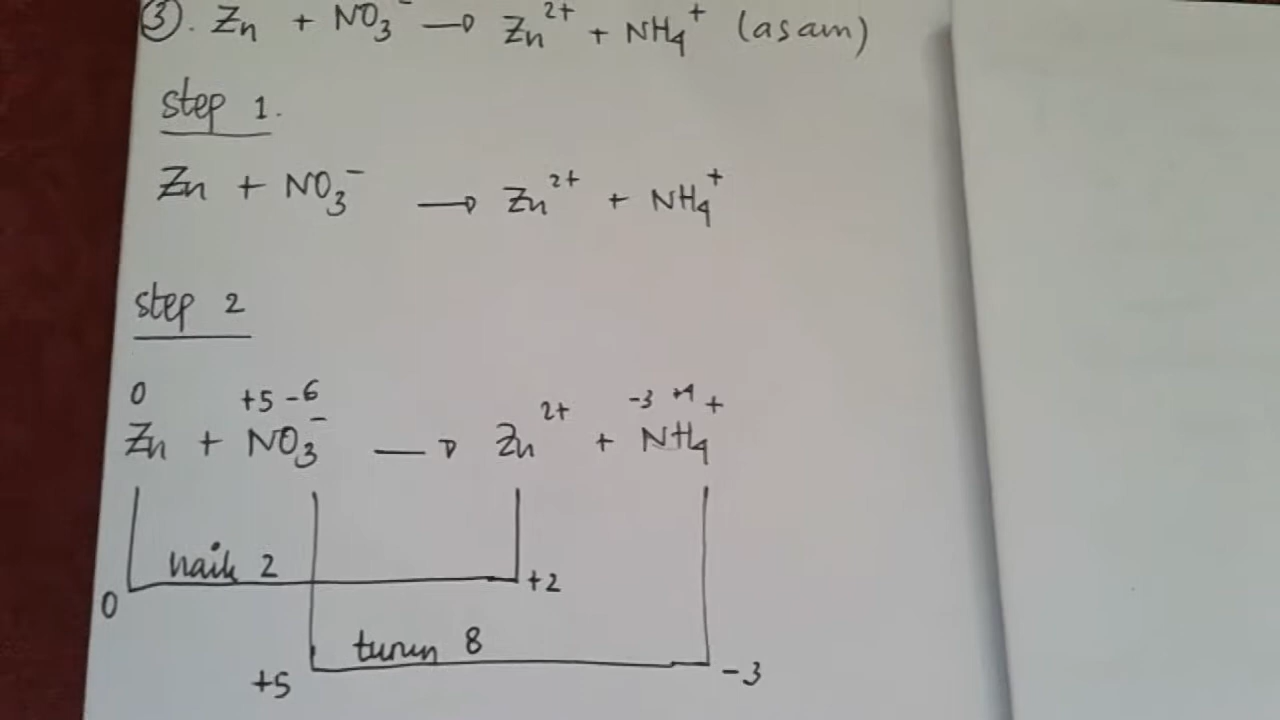 ③. Zn + NO₃⁻ → Zn²⁺ + NH₄⁺ (asam)
step 1.
Zn + NO₃⁻ → Zn²⁺ + NH₄⁺
step 2
0 +5 -6 -3 +4
Zn + NO₃⁻ → Zn²⁺ + NH₄⁺
naik 2
0 +2
turun 8
+5 -3